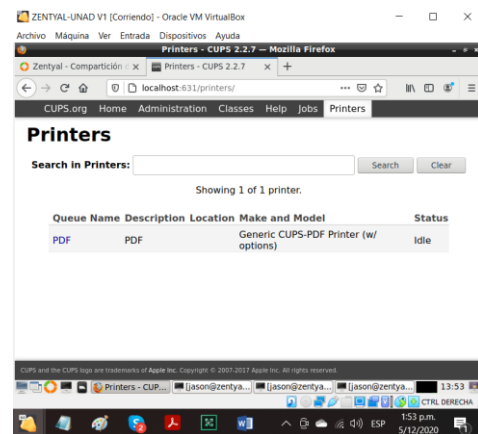 ZENTYAL-UNAD V1 [Corriendo] - Oracle VM VirtualBox
Archivo Máquina Ver Entrada Dispositivos Ayuda
Printers - CUPS 2.2.7 — Mozilla Firefox
Zentyal - Compartición Printers - CUPS 2.2.7
localhost:631/printers/
CUPS.org Home Administration Classes Help Jobs Printers
Printers
Search in Printers: Search Clear
Showing 1 of 1 printer.
Queue Name Description Location Make and Model Status
PDF PDF Generic CUPS-PDF Printer (w/ options) Idle
CUPS and the CUPS logo are trademarks of Apple Inc. Copyright © 2007-2017 Apple Inc. All rights reserved.
Printers - CUP... [jason@zentya... [jason@zentya... [jason@zentya... 13:53
CTRL DERECHA
ESP 1:53 p.m.
5/12/2020